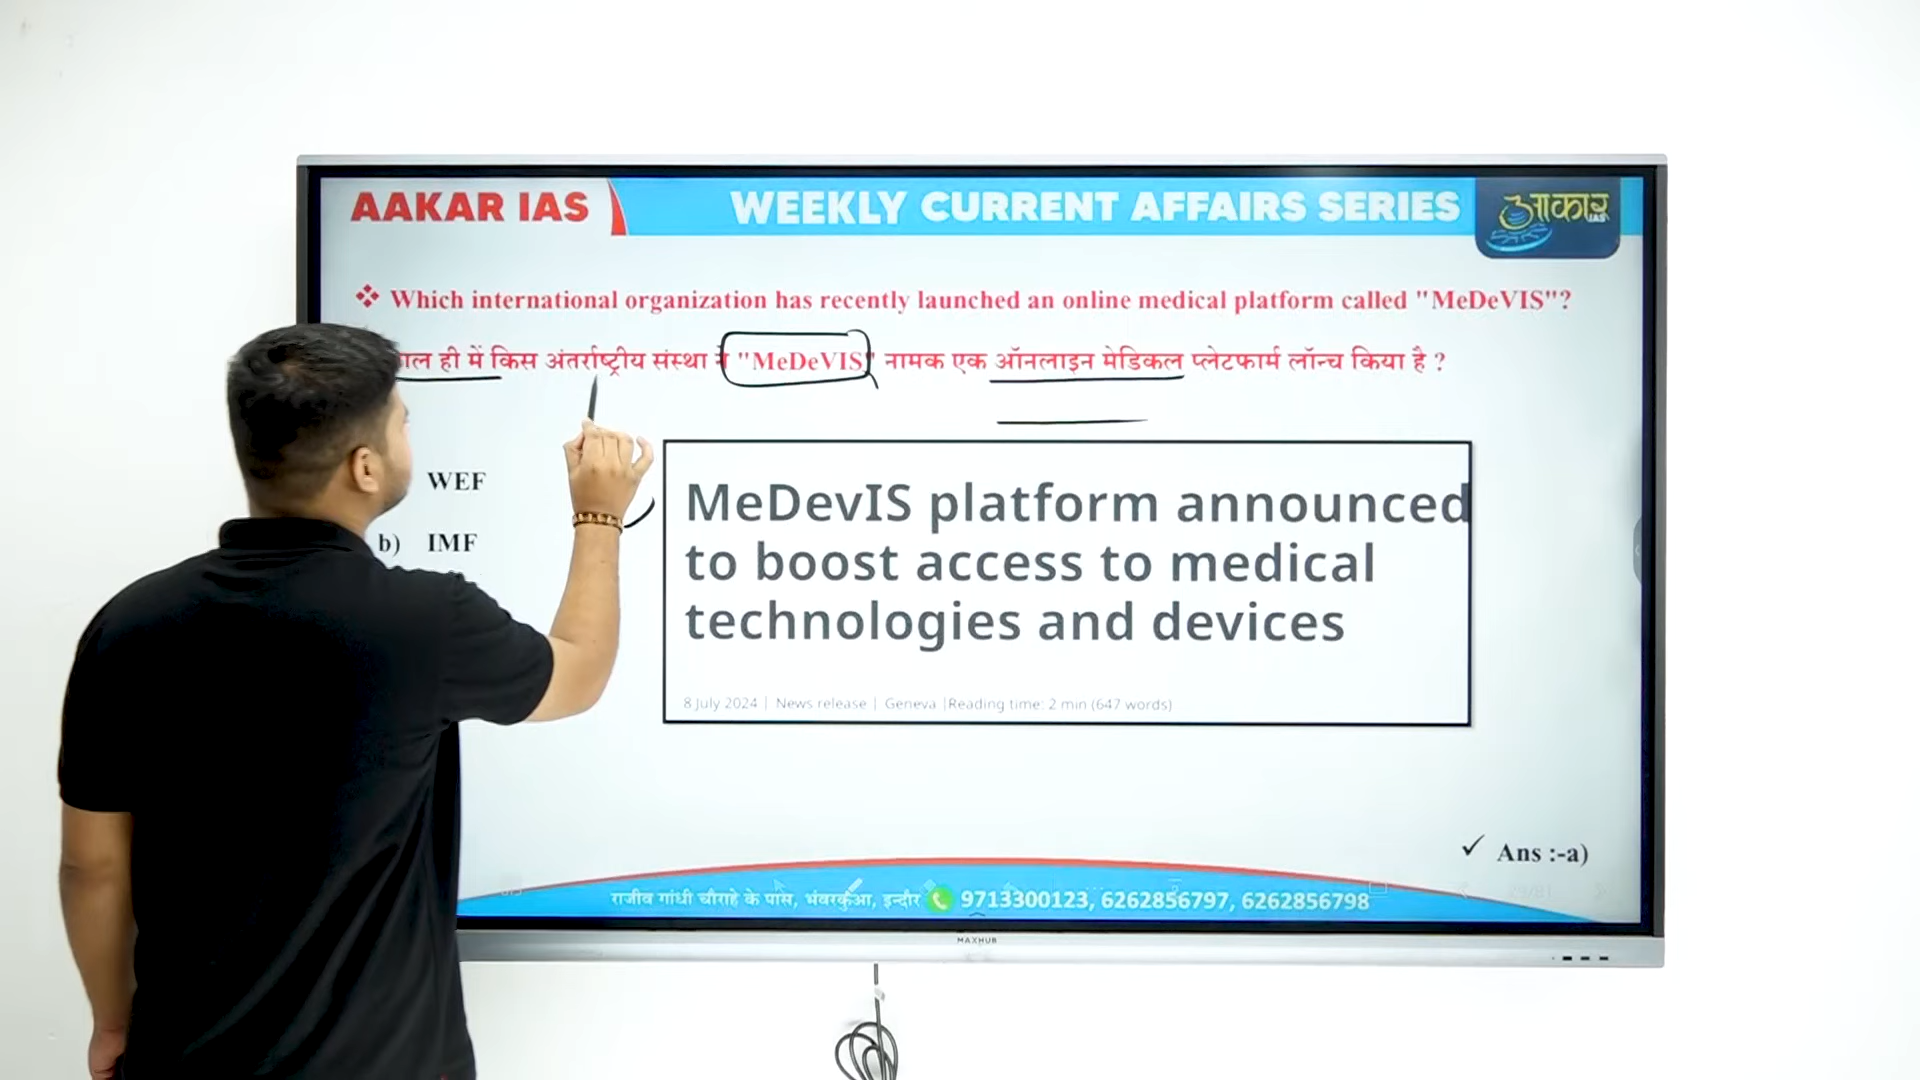 AAKAR IAS
WEEKLY CURRENT AFFAIRS SERIES
आकार
IAS
❖ Which international organization has recently launched an online medical platform called "MeDeVIS"?
ही में किस अंतर्राष्ट्रीय संस्था ने "MeDeVIS" नामक एक ऑनलाइन मेडिकल प्लेटफार्म लॉन्च किया है ?
WEF
b) IMF
MeDevIS platform announced
to boost access to medical
technologies and devices
8 July 2024 | News release | Geneva | Reading time: 2 min (647 words)
✓ Ans :-a)
राजीव गांधी चौराहे के पास, भंवरकुंआ, इन्दौर 9713300123, 6262856797, 6262856798
MAXHUB